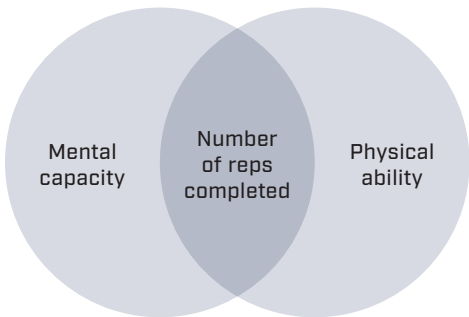 Mental
capacity
Number
of reps
completed
Physical
ability